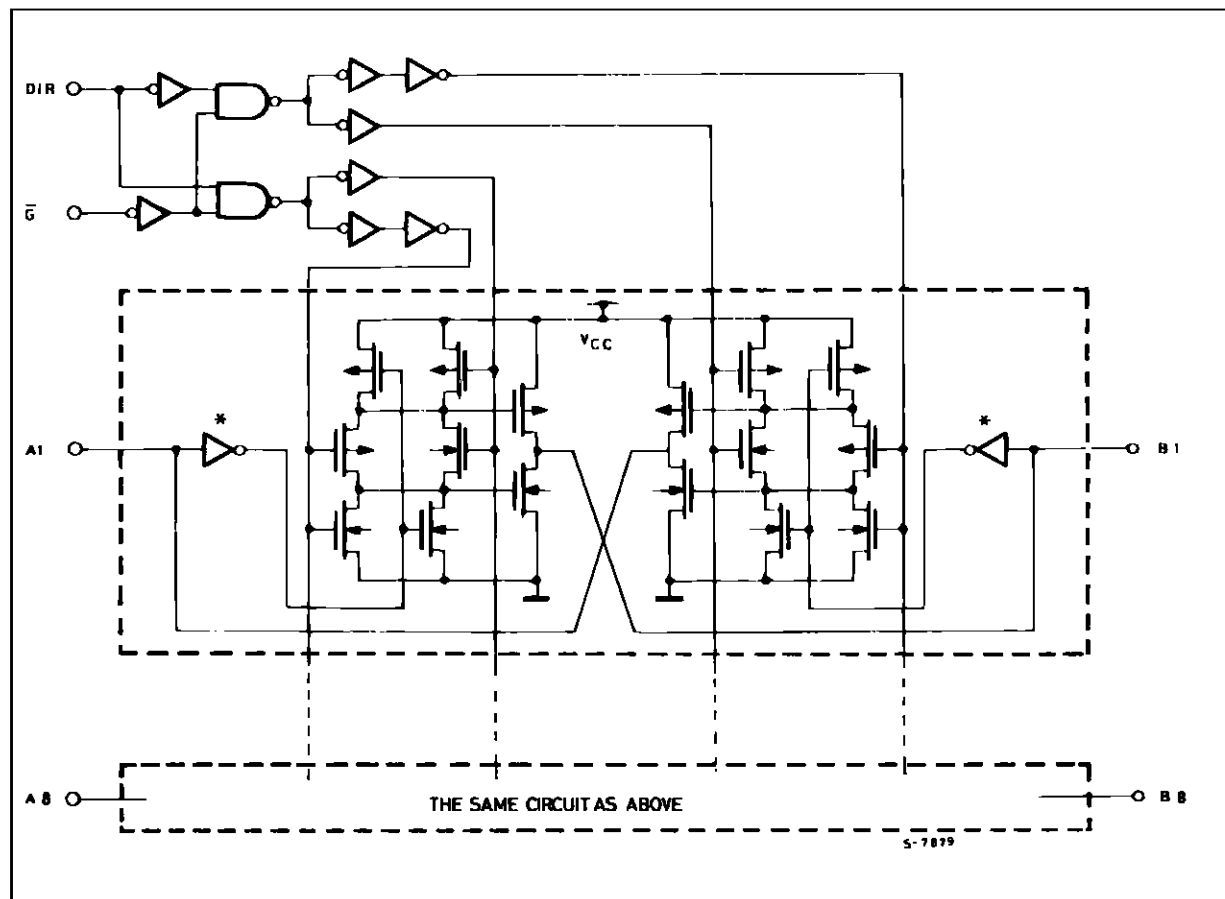 DIR
G̅
VCC
*
*
A1
B1
A8
B8
THE SAME CIRCUIT AS ABOVE
S-7879